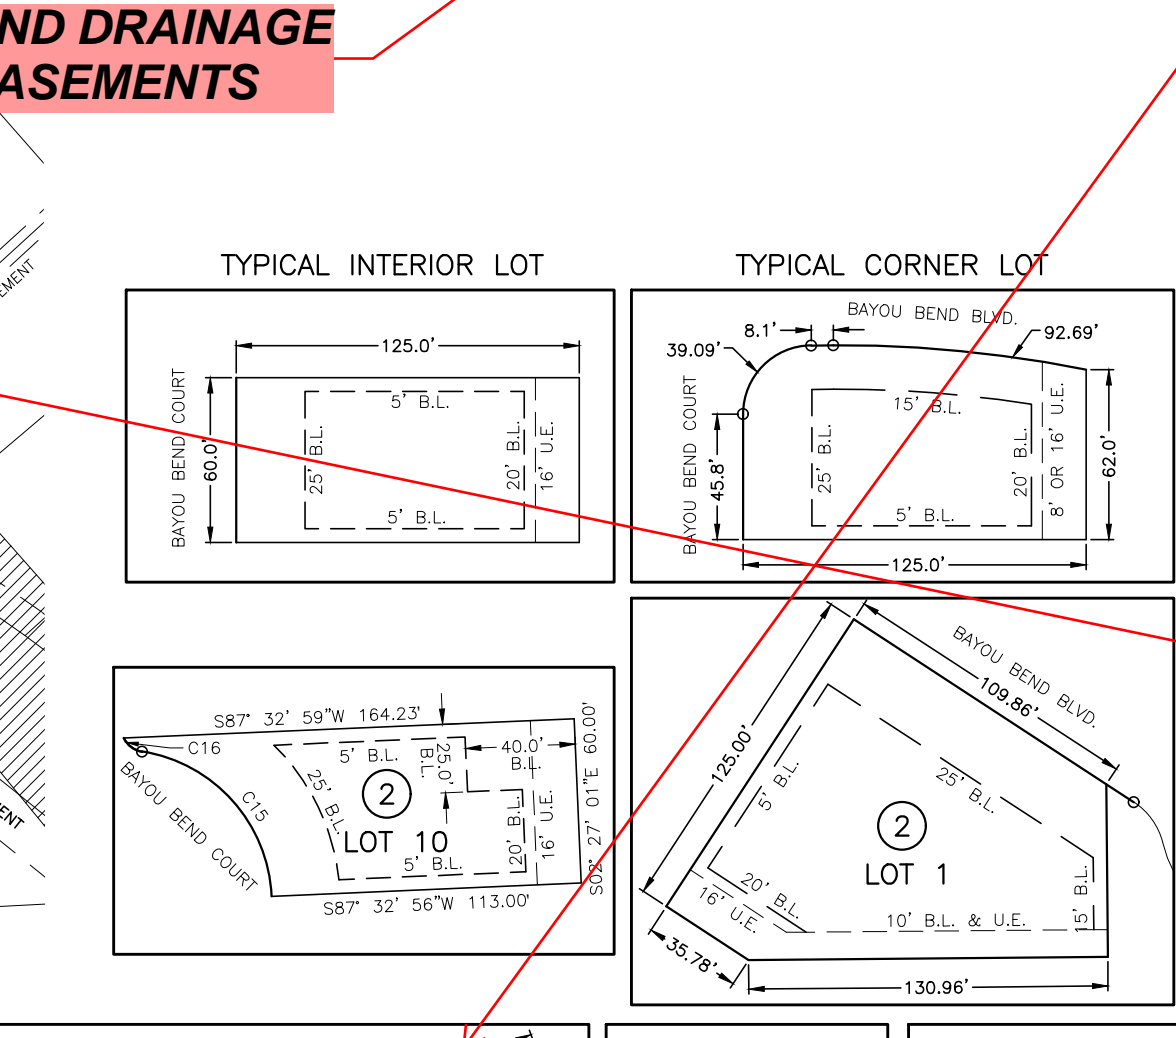 ND DRAINAGE
ASEMENTS
EMENT
TYPICAL INTERIOR LOT
125.0'
BAYOU BEND COURT
60.0'
5' B.L.
25' B.L.
20' B.L.
16' U.E.
5' B.L.
TYPICAL CORNER LOT
BAYOU BEND BLVD.
8.1'
92.69'
39.09'
BAYOU BEND COURT
45.8'
15' B.L.
25' B.L.
20' B.L.
8' OR 16' U.E.
62.0'
5' B.L.
125.0'
MENT
S87° 32' 59"W 164.23'
C16
5' B.L.
25.0'
B.L.
40.0'
B.L.
BAYOU BEND COURT
C15
25' B.L.
2
LOT 10
20' B.L.
16' U.E.
S02° 27' 01"E 60.00'
5' B.L.
S87° 32' 56"W 113.00'
BAYOU BEND BLVD.
109.86'
125.00'
5' B.L.
25' B.L.
2
LOT 1
20' B.L.
16' U.E.
10' B.L. & U.E.
15' B.L.
35.78'
130.96'